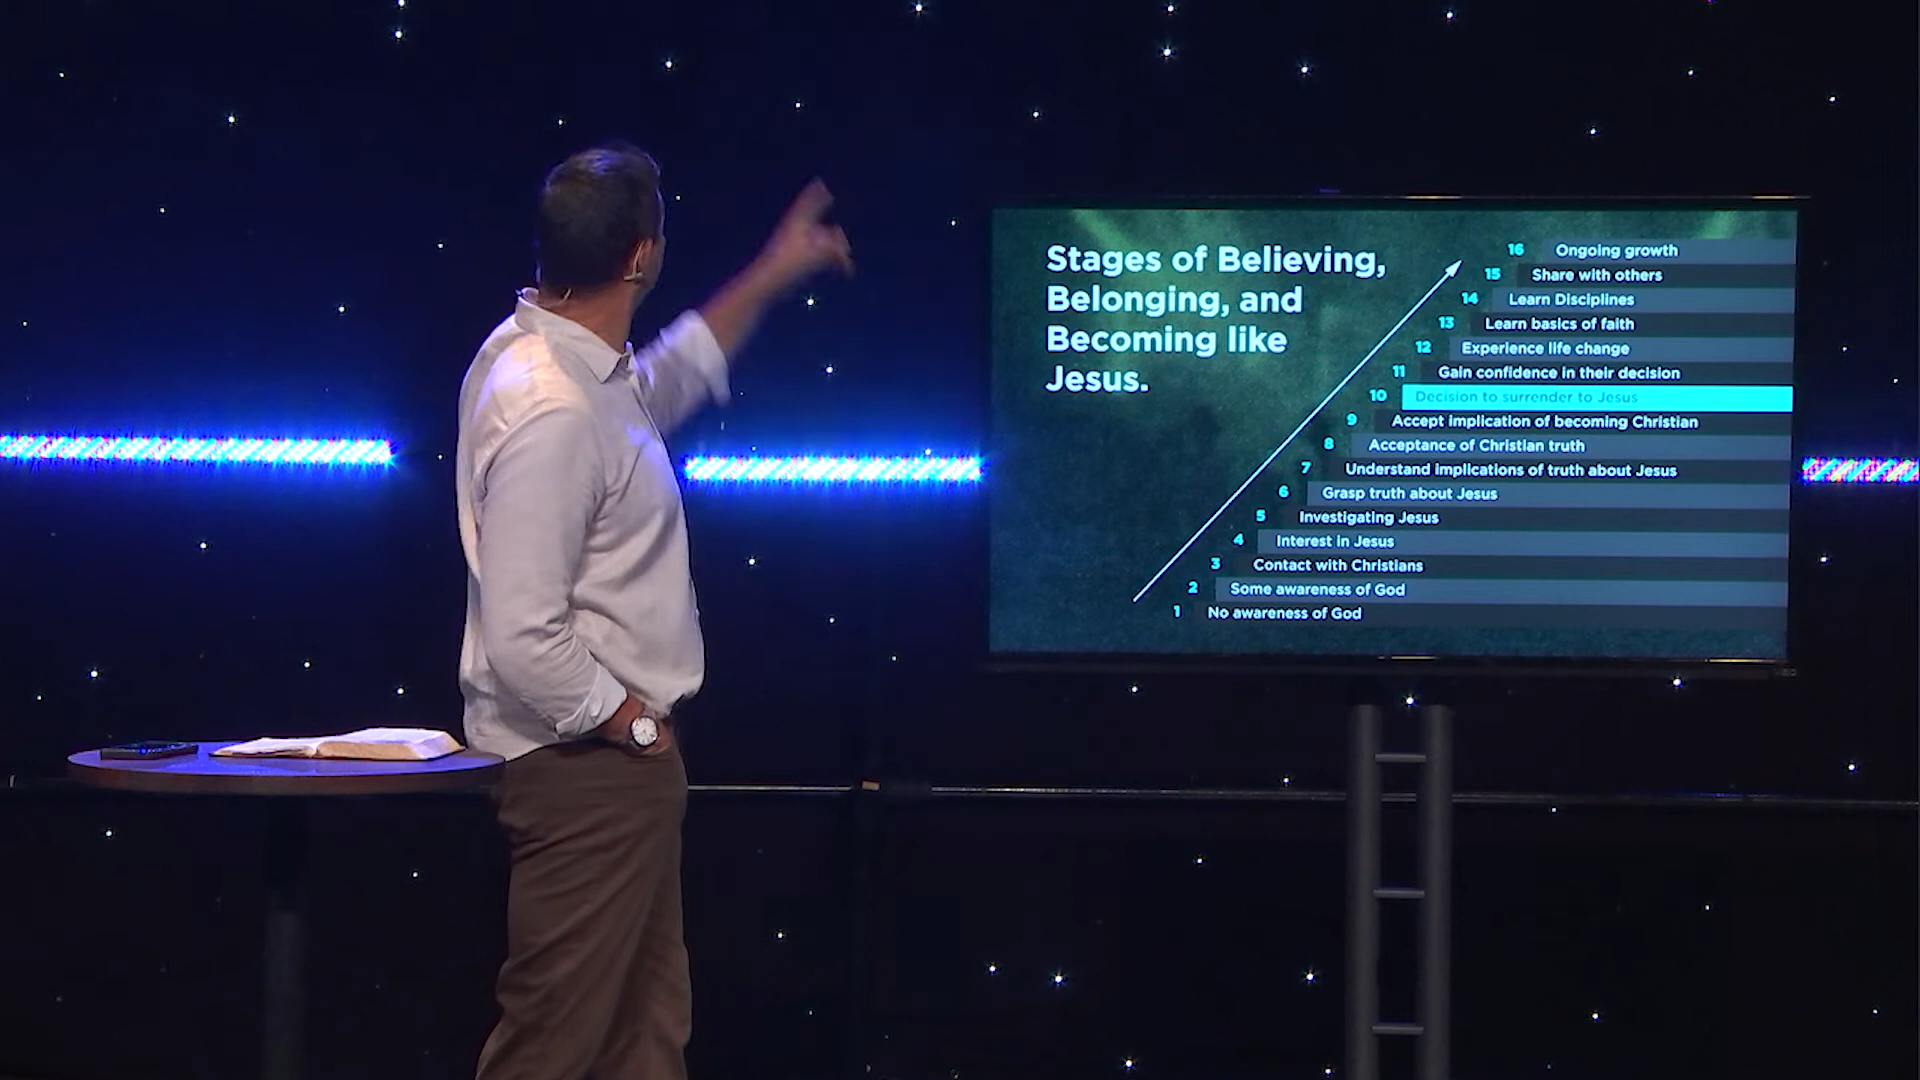 Stages of Believing,
Belonging, and
Becoming like
Jesus.
16 Ongoing growth
15 Share with others
14 Learn Disciplines
13 Learn basics of faith
12 Experience life change
11 Gain confidence in their decision
10 Decision to surrender to Jesus
9 Accept implication of becoming Christian
8 Acceptance of Christian truth
7 Understand implications of truth about Jesus
6 Grasp truth about Jesus
5 Investigating Jesus
4 Interest in Jesus
3 Contact with Christians
2 Some awareness of God
1 No awareness of God